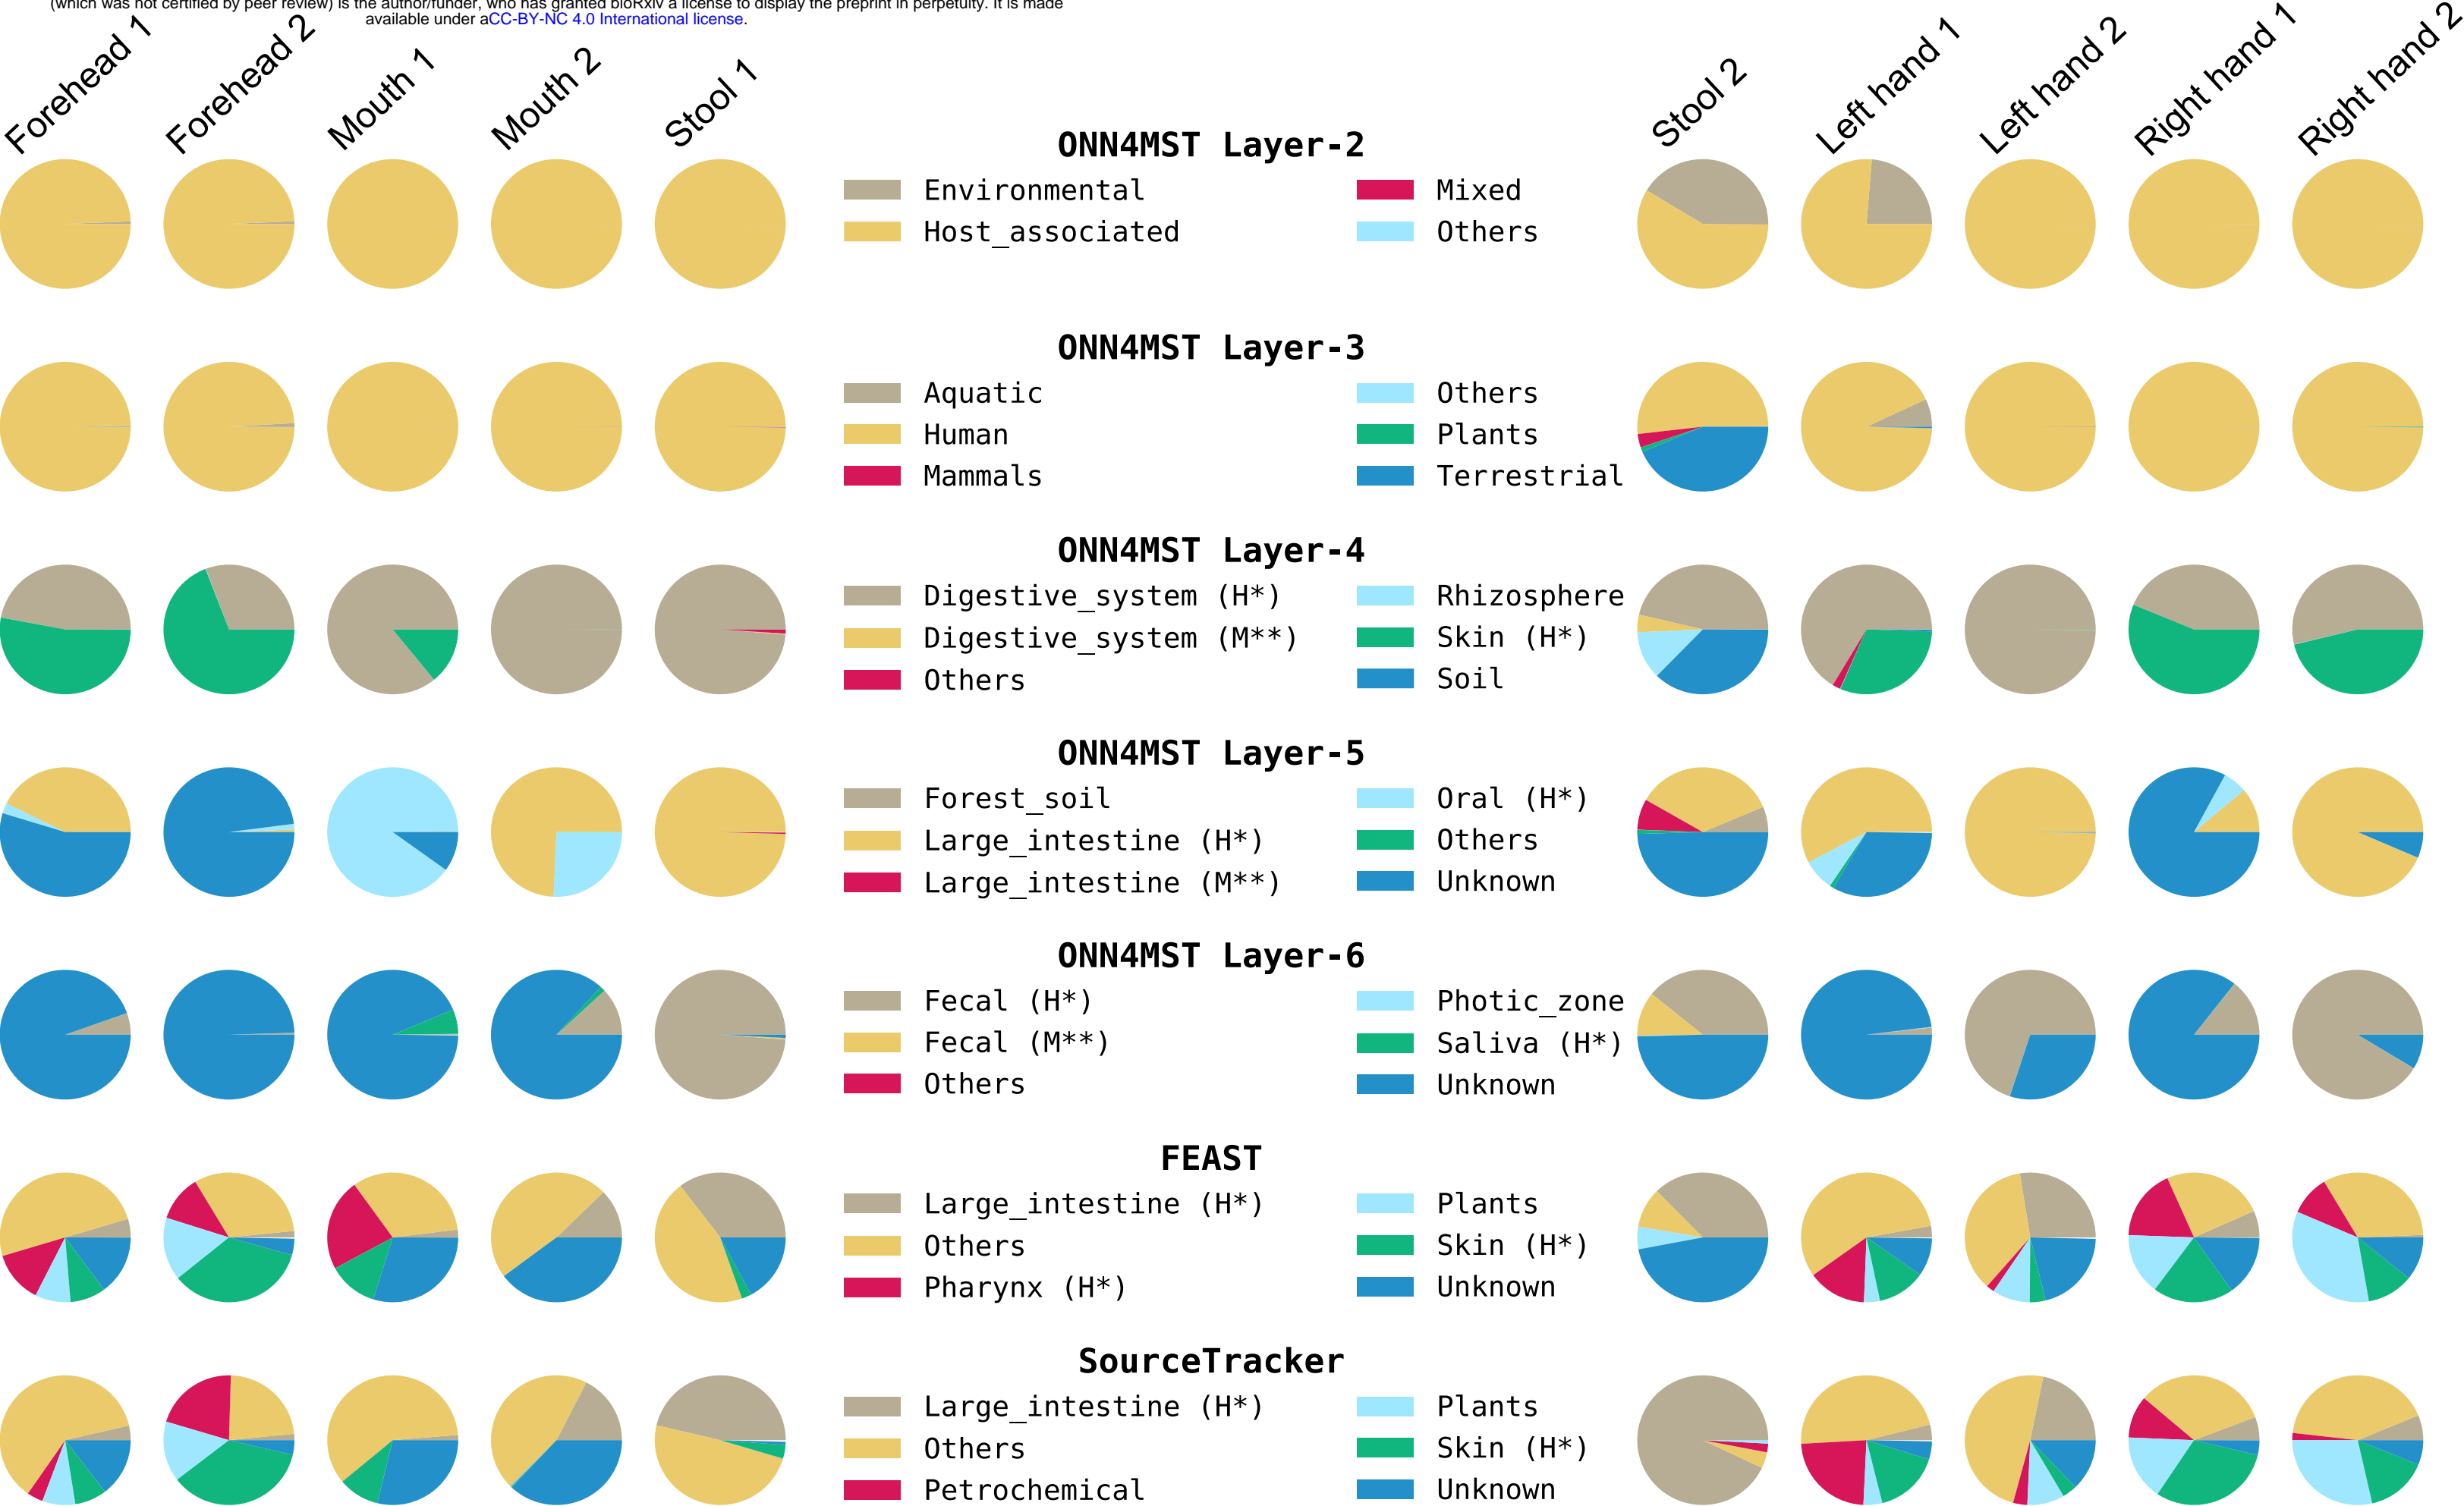 (which was not certified by peer review) is the author/funder, who has granted bioRxiv a license to display the preprint in perpetuity. It is made
available under aCC-BY-NC 4.0 International license.
Forehead 1
Forehead 2
Mouth 1
Mouth 2
Stool 1
Stool 2
Left hand 1
Left hand 2
Right hand 1
Right hand 2
ONN4MST Layer-2
Environmental
Host_associated
Mixed
Others
ONN4MST Layer-3
Aquatic
Human
Mammals
Others
Plants
Terrestrial
ONN4MST Layer-4
Digestive_system (H*)
Digestive_system (M**)
Others
Rhizosphere
Skin (H*)
Soil
ONN4MST Layer-5
Forest_soil
Large_intestine (H*)
Large_intestine (M**)
Oral (H*)
Others
Unknown
ONN4MST Layer-6
Fecal (H*)
Fecal (M**)
Others
Photic_zone
Saliva (H*)
Unknown
FEAST
Large_intestine (H*)
Others
Pharynx (H*)
Plants
Skin (H*)
Unknown
SourceTracker
Large_intestine (H*)
Others
Petrochemical
Plants
Skin (H*)
Unknown